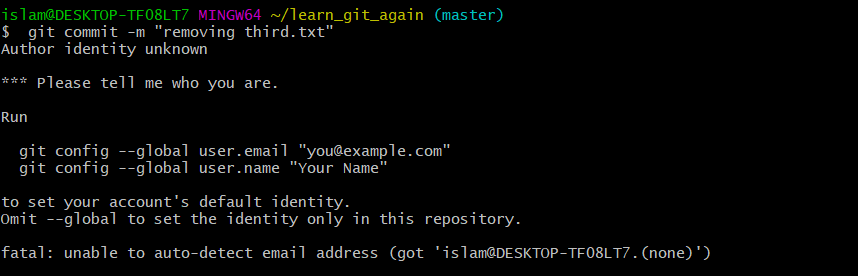 islam@DESKTOP-TF08LT7 MINGW64 ~/learn_git_again (master)
$  git commit -m "removing third.txt"
Author identity unknown

*** Please tell me who you are.

Run

  git config --global user.email "you@example.com"
  git config --global user.name "Your Name"

to set your account's default identity.
Omit --global to set the identity only in this repository.

fatal: unable to auto-detect email address (got 'islam@DESKTOP-TF08LT7.(none)')